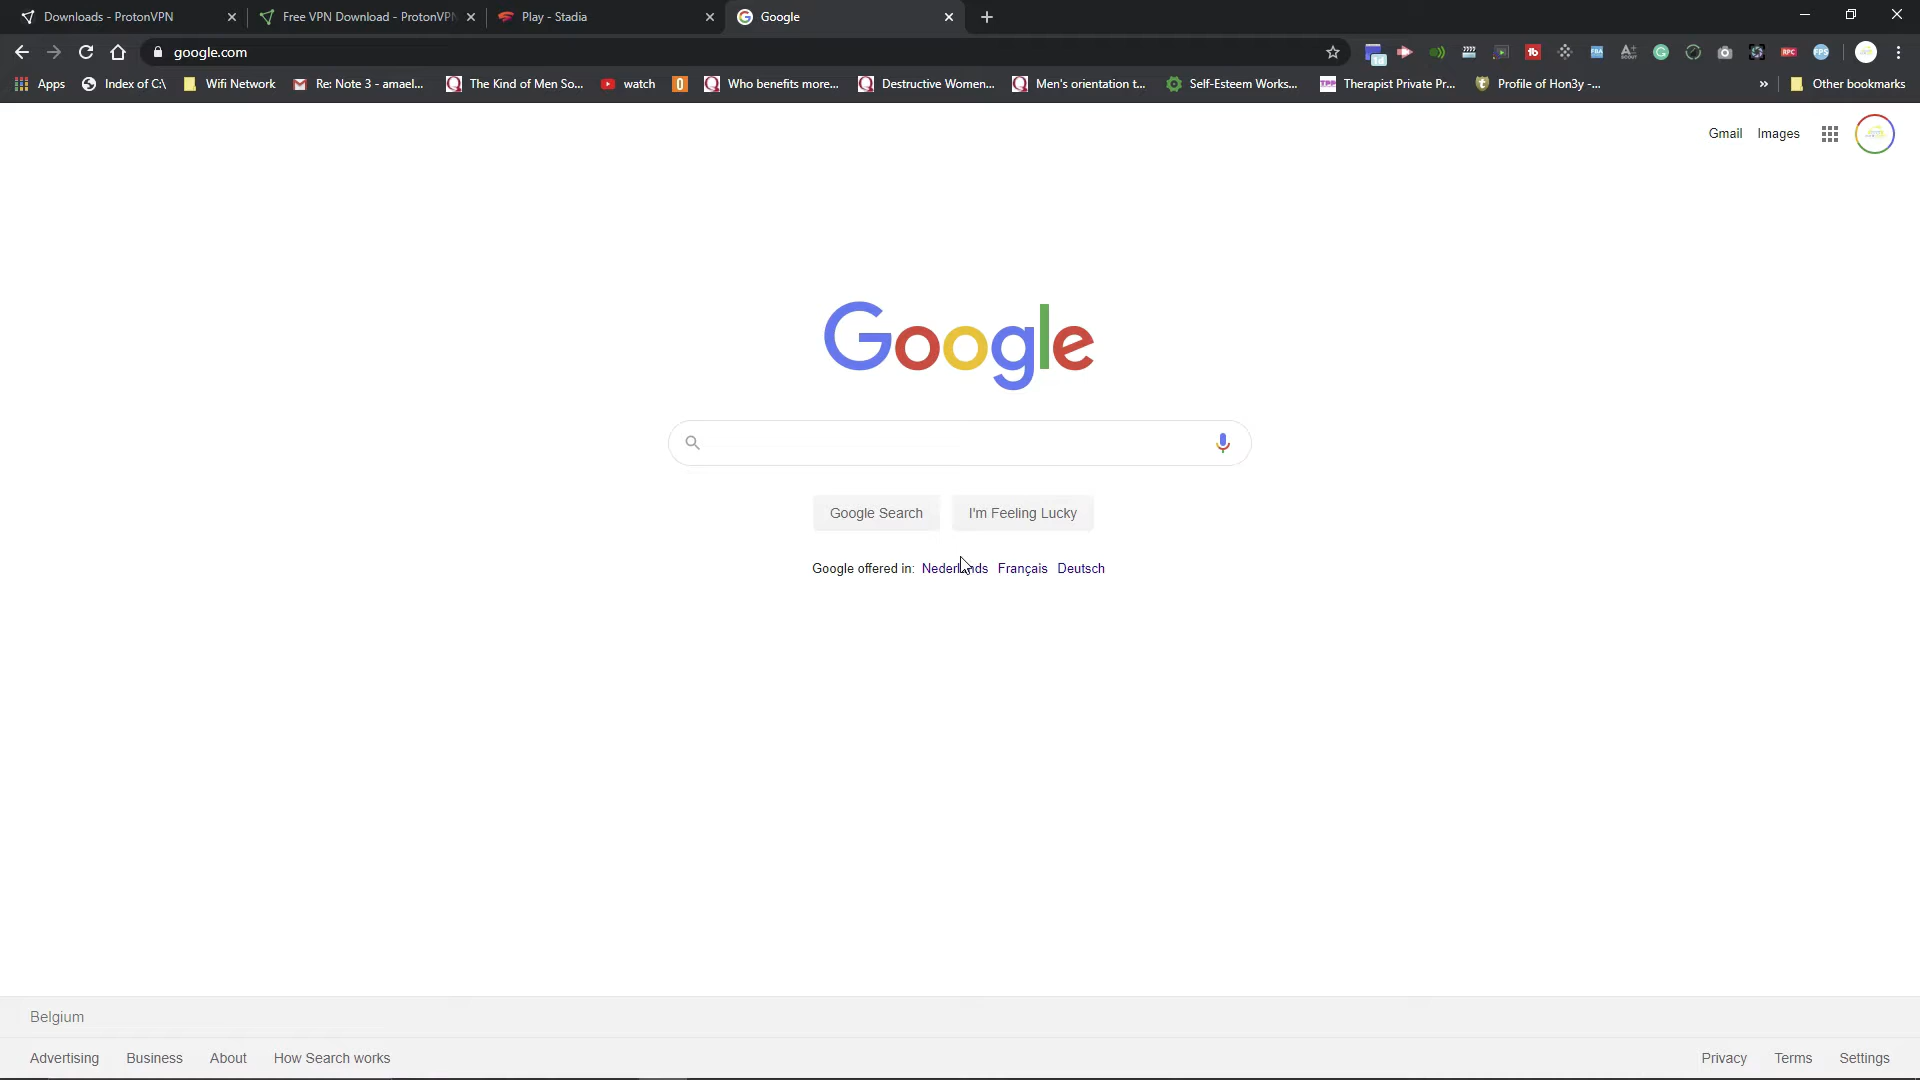 Downloads - ProtonVPN
Free VPN Download - ProtonVPN
Play - Stadia
Google
google.com
Apps
Index of C:\
Wifi Network
Re: Note 3 - amael...
The Kind of Men So...
watch
Who benefits more...
Destructive Women...
Men's orientation t...
Self-Esteem Works...
TPP
Therapist Private Pr...
Profile of Hon3y -...
»
Other bookmarks
Gmail
Images
Google
Google Search
I'm Feeling Lucky
Google offered in: Nederlands Français Deutsch
Belgium
Advertising
Business
About
How Search works
Privacy
Terms
Settings